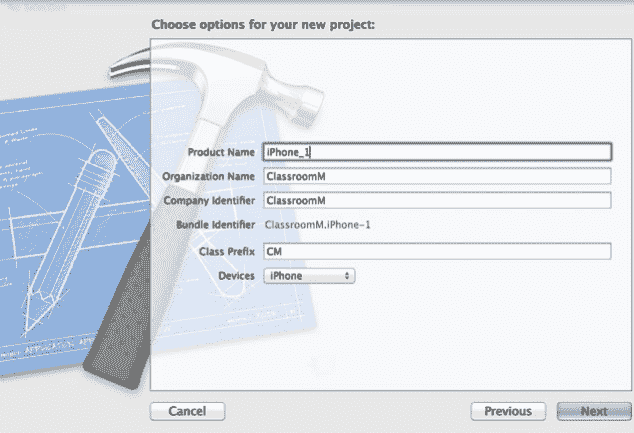 Choose options for your new project:
Product Name iPhone_1
Organization Name ClassroomM
Company Identifier ClassroomM
Bundle Identifier ClassroomM.iPhone-1
Class Prefix CM
Devices iPhone
Cancel Previous Next